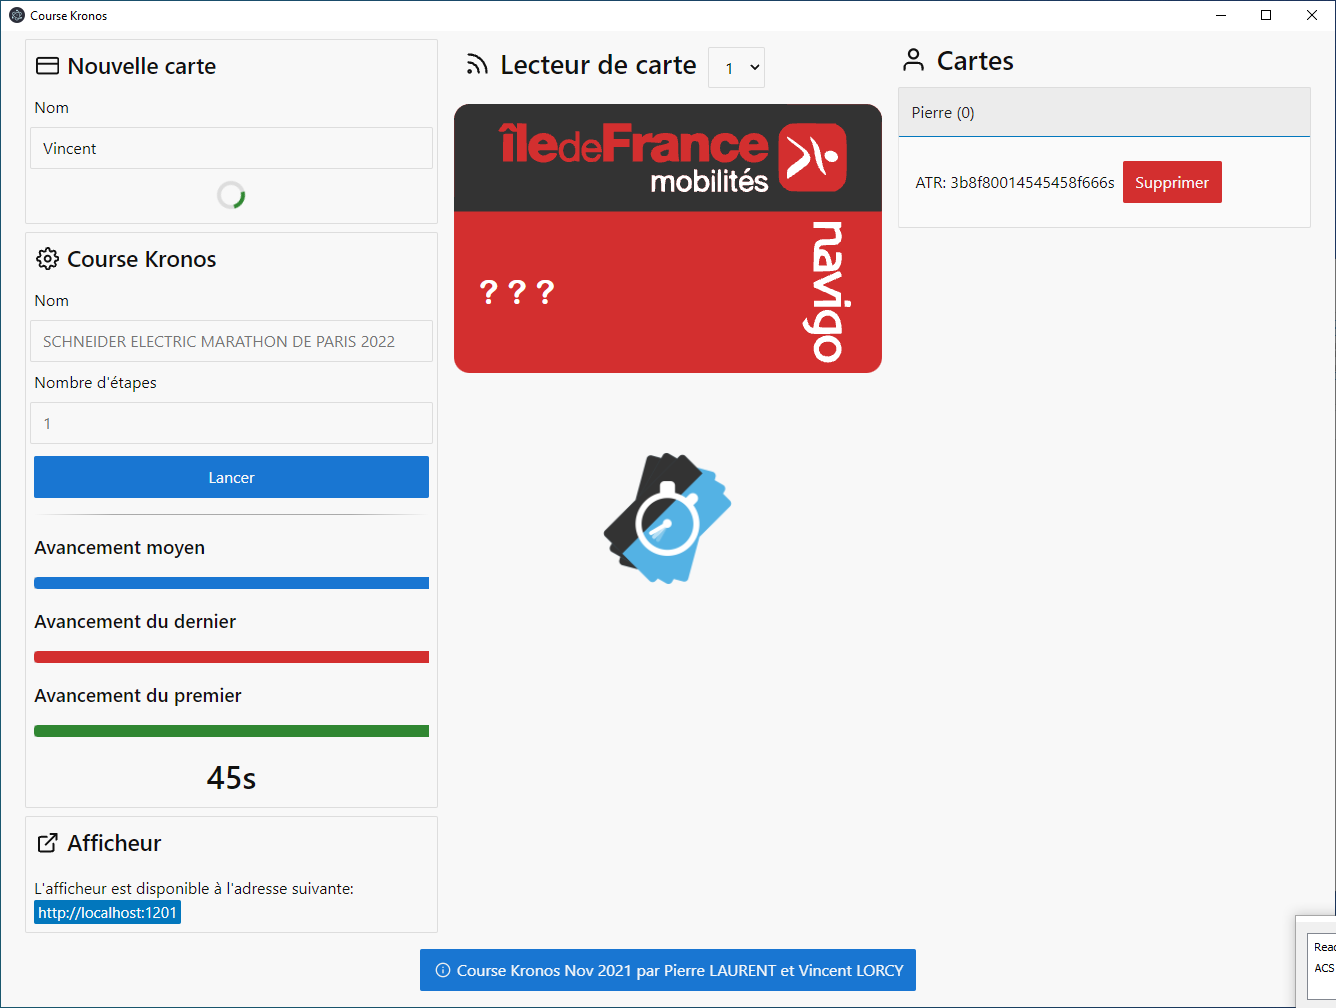 Course Kronos
Nouvelle carte
Nom
Vincent
Course Kronos
Nom
SCHNEIDER ELECTRIC MARATHON DE PARIS 2022
Nombre d'étapes
1
Lancer
Avancement moyen
Avancement du dernier
Avancement du premier
45s
Afficheur
L'afficheur est disponible à l'adresse suivante:
http://localhost:1201
Lecteur de carte 1
îledeFrance
mobilités
navigo
? ? ?
Cartes
Pierre (0)
ATR: 3b8f80014545458f666s Supprimer
Course Kronos Nov 2021 par Pierre LAURENT et Vincent LORCY
ACS